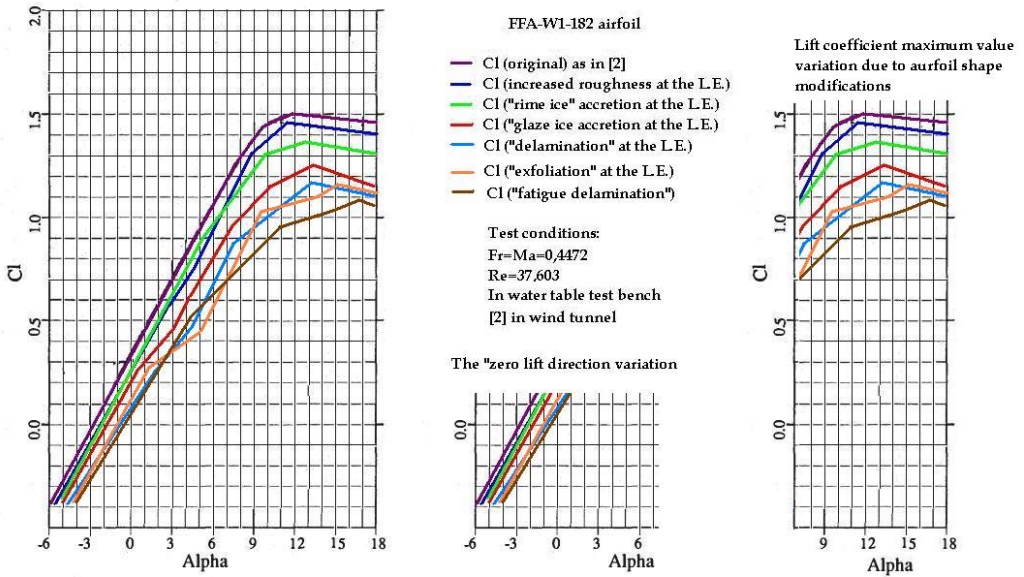 FFA-W1-182 airfoil
Cl (original) as in [2]
Cl (increased roughness at the L.E.)
Cl ("rime ice" accretion at the L.E.)
Cl ("glaze ice accretion at the L.E.)
Cl ("delamination" at the L.E.)
Cl ("exfoliation" at the L.E.)
Cl ("fatigue delamination")
Test conditions:
Fr=Ma=0,4472
Re=37,603
In water table test bench
[2] in wind tunnel
2.0
1.5
1.0
0.5
0.0
Cl
-6 -3 0 3 6 9 12 15 18
Alpha
The "zero lift direction variation
0.0
-6 -3 0 3 6
Alpha
Lift coefficient maximum value
variation due to aurfoil shape
modifications
1.5
1.0
0.5
0.0
Cl
9 12 15 18
Alpha